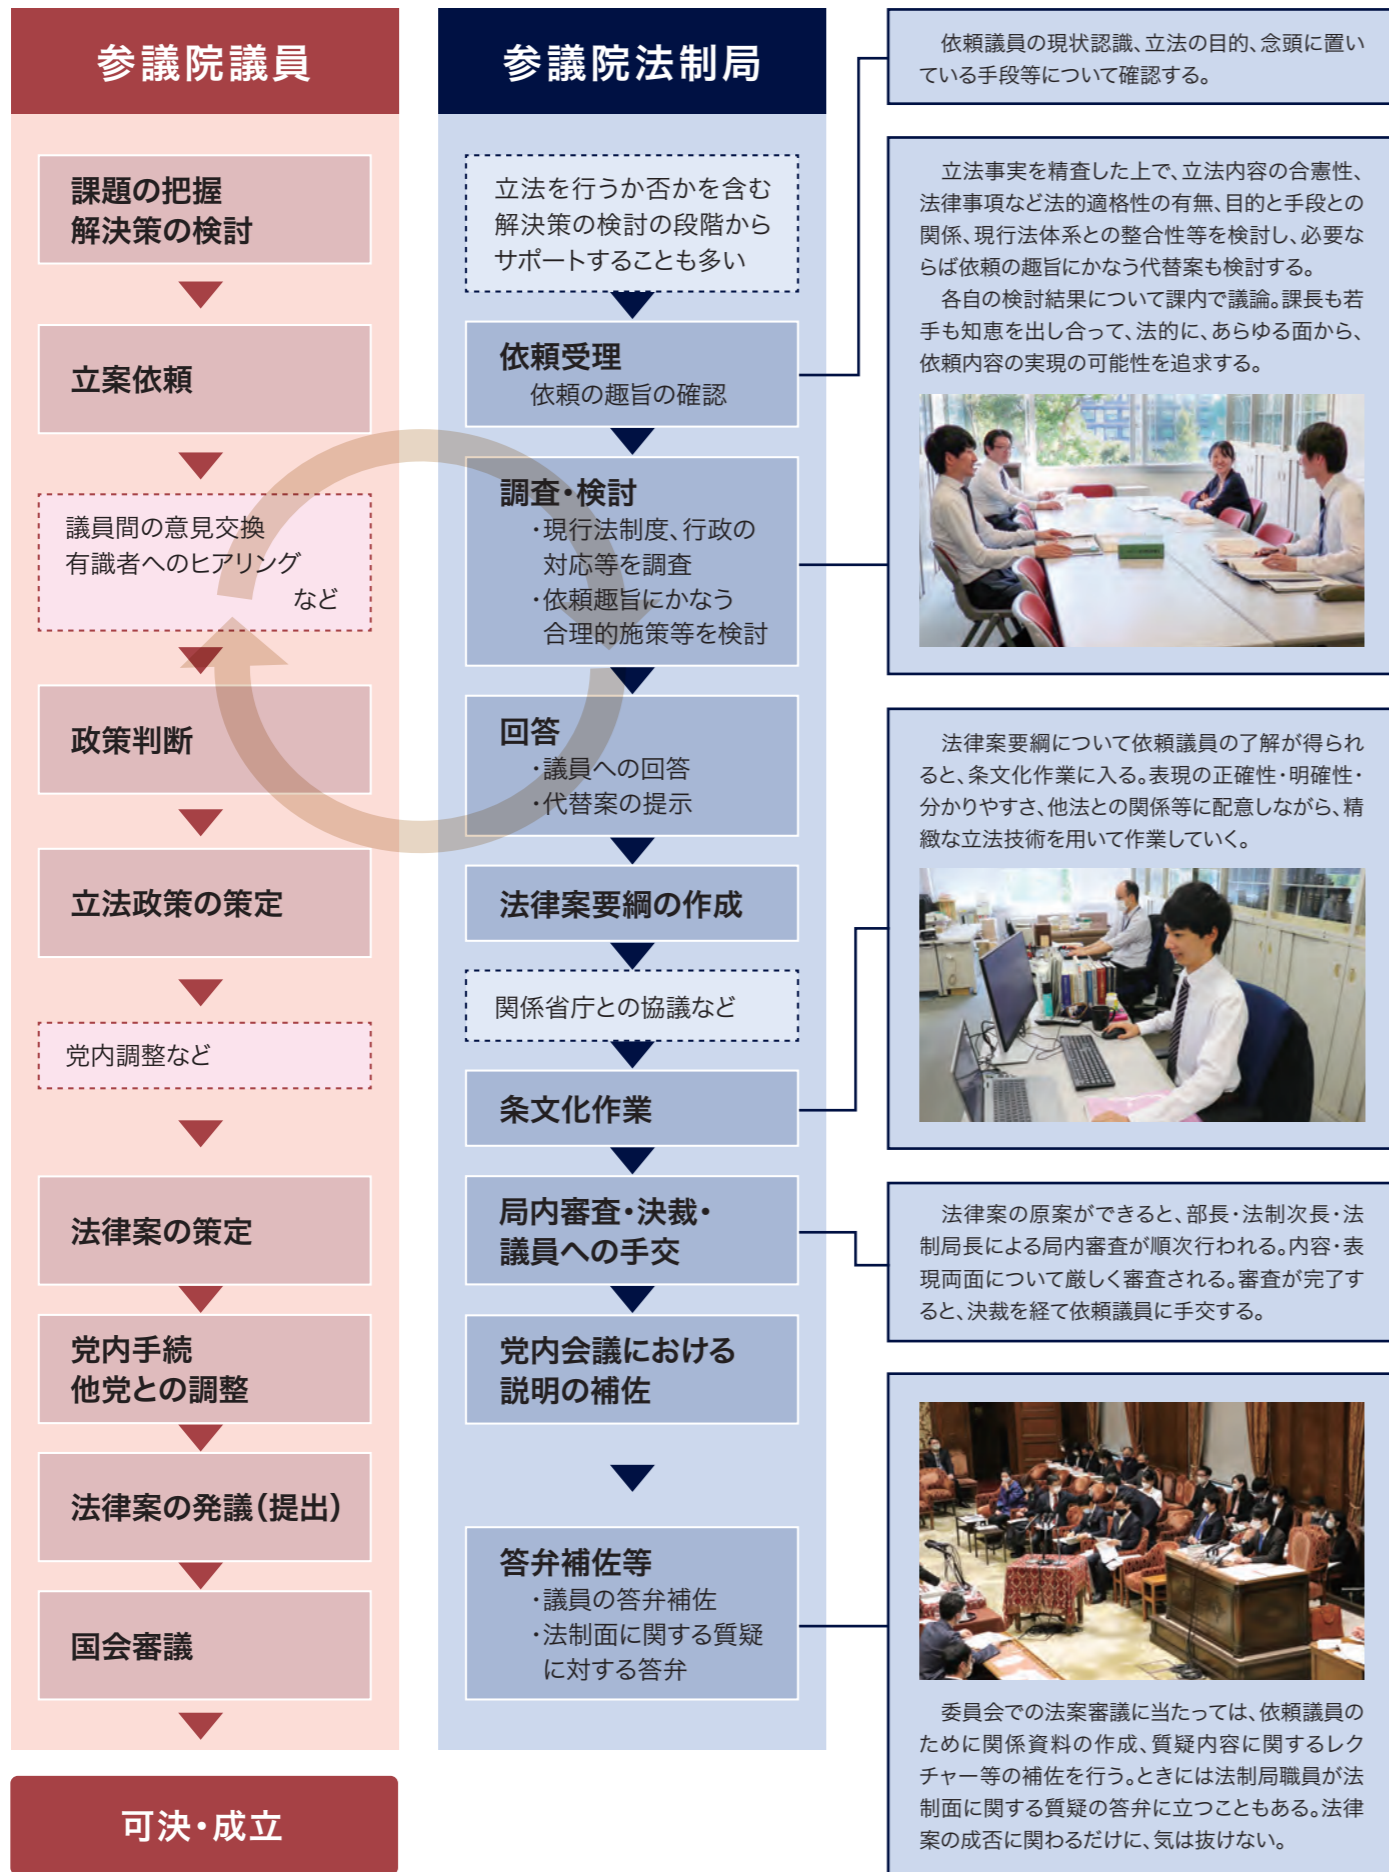 参議院議員
課題の把握
解決策の検討
立案依頼
議員間の意見交換
有識者へのヒアリング
など
政策判断
立法政策の策定
党内調整など
法律案の策定
党内手続
他党との調整
法律案の発議(提出)
国会審議
可決・成立
参議院法制局
立法を行うか否かを含む
解決策の検討の段階から
サポートすることも多い
依頼受理
依頼の趣旨の確認
調査・検討
・現行法制度、行政の
対応等を調査
・依頼趣旨にかなう
合理的施策等を検討
回答
・議員への回答
・代替案の提示
法律案要綱の作成
関係省庁との協議など
条文化作業
局内審査・決裁・
議員への手交
党内会議における
説明の補佐
答弁補佐等
・議員の答弁補佐
・法制面に関する質疑
に対する答弁
依頼議員の現状認識、立法の目的、念頭に置い
ている手段等について確認する。
立法事実を精査した上で、立法内容の合憲性、
法律事項など法的適格性の有無、目的と手段との
関係、現行法体系との整合性等を検討し、必要な
らば依頼の趣旨にかなう代替案も検討する。
各自の検討結果について課内で議論。課長も若
手も知恵を出し合って、法的に、あらゆる面から、
依頼内容の実現の可能性を追求する。
法律案要綱について依頼議員の了解が得られ
ると、条文化作業に入る。表現の正確性・明確性・
分かりやすさ、他法との関係等に配意しながら、精
緻な立法技術を用いて作業していく。
法律案の原案ができると、部長・法制次長・法
制局長による局内審査が順次行われる。内容・表
現両面について厳しく審査される。審査が完了す
ると、決裁を経て依頼議員に手交する。
委員会での法案審議に当たっては、依頼議員の
ために関係資料の作成、質疑内容に関するレク
チャー等の補佐を行う。ときには法制局職員が法
制面に関する質疑の答弁に立つこともある。法律
案の成否に関わるだけに、気は抜けない。